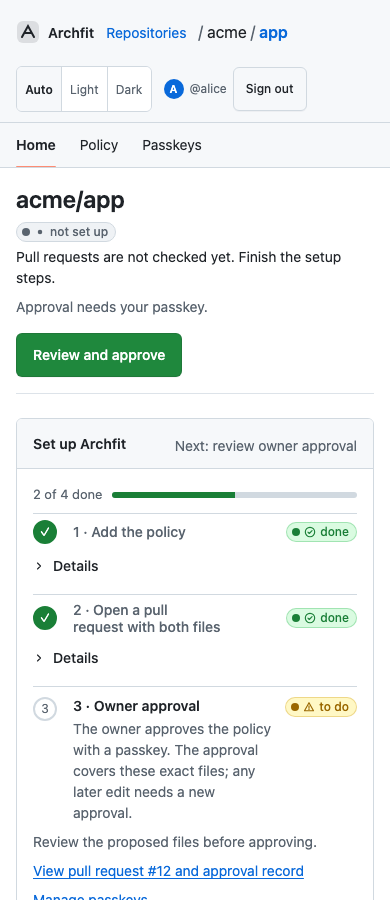 A Archfit Repositories / acme / app
Auto Light Dark A @alice Sign out
Home Policy Passkeys
acme/app
not set up
Pull requests are not checked yet. Finish the setup
steps.
Approval needs your passkey.
Review and approve
Set up Archfit Next: review owner approval
2 of 4 done
1 · Add the policy done
Details
2 · Open a pull
request with both files done
Details
3 3 · Owner approval to do
The owner approves the policy
with a passkey. The approval
covers these exact files; any
later edit needs a new
approval.
Review the proposed files before approving.
View pull request #12 and approval record
Manage passkeys